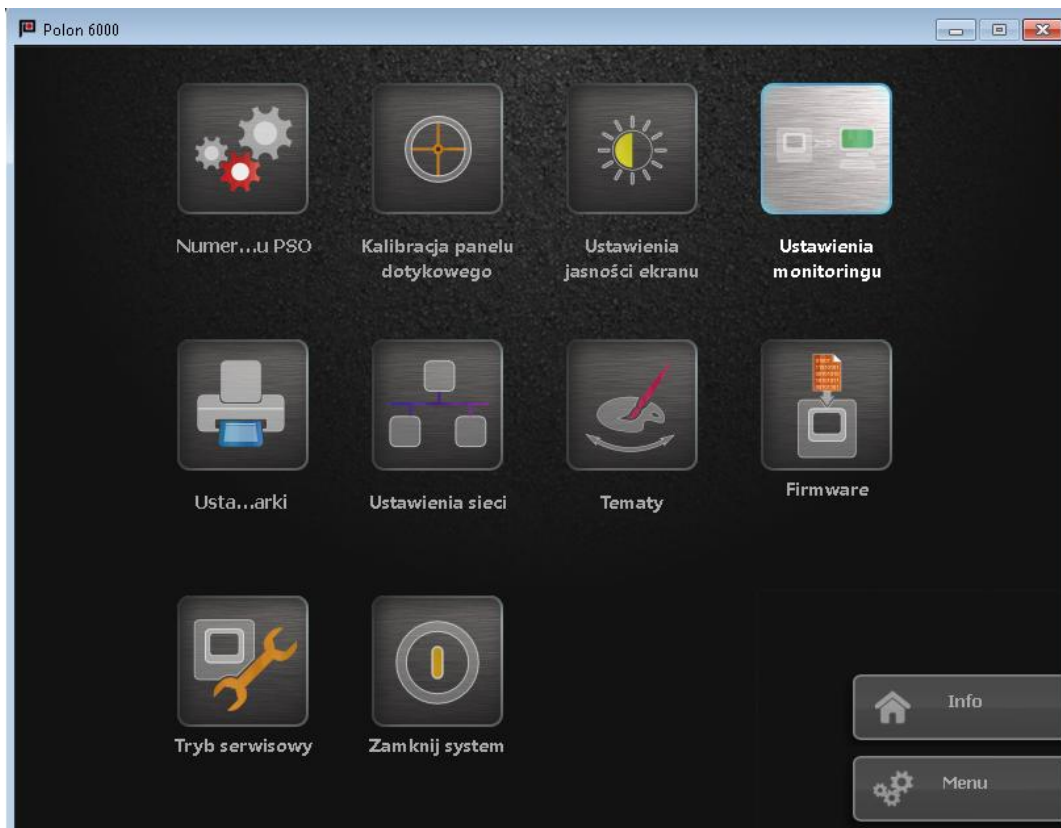 Polon 6000
Numer...u PSO
Kalibracja panelu
dotykowego
Ustawienia
jasności ekranu
Ustawienia
monitoringu
Usta...arki
Ustawienia sieci
Tematy
Firmware
Tryb serwisowy
Zamknij system
Info
Menu